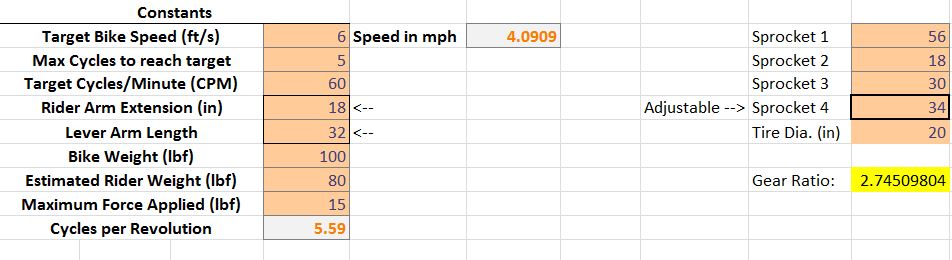 Constants
Target Bike Speed (ft/s) 6 Speed in mph 4.0909 Sprocket 1 56
Max Cycles to reach target 5 Sprocket 2 18
Target Cycles/Minute (CPM) 60 Sprocket 3 30
Rider Arm Extension (in) 18 <-- Adjustable --> Sprocket 4 34
Lever Arm Length 32 <-- Tire Dia. (in) 20
Bike Weight (lbf) 100
Estimated Rider Weight (lbf) 80 Gear Ratio: 2.74509804
Maximum Force Applied (lbf) 15
Cycles per Revolution 5.59